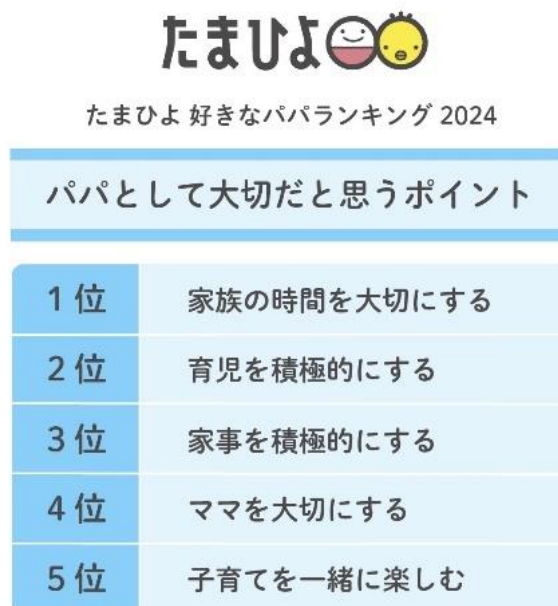 たまひよ
たまひよ 好きなパパランキング 2024
パパとして大切だと思うポイント
1位 家族の時間を大切にする
2位 育児を積極的にする
3位 家事を積極的にする
4位 ママを大切にする
5位 子育てを一緒に楽しむ